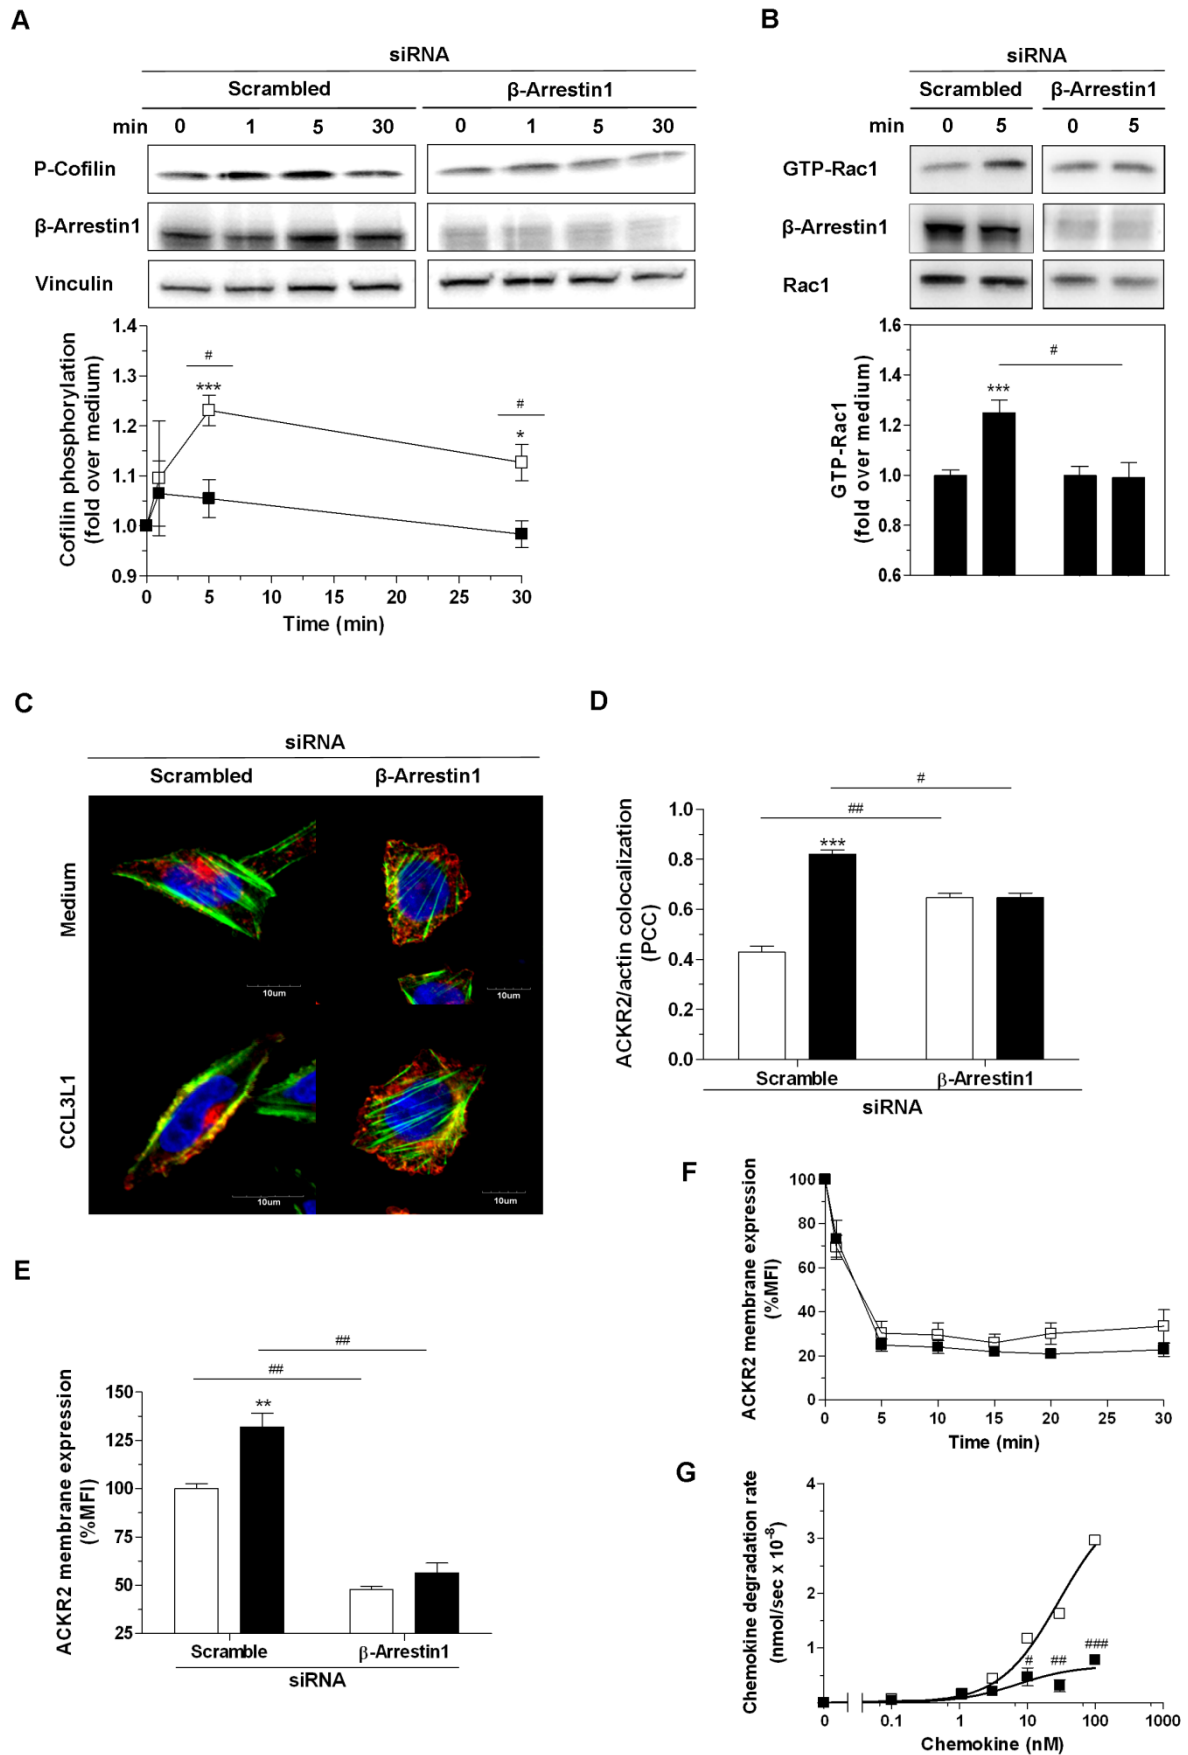 A
siRNA
Scrambled β-Arrestin1
min 0 1 5 30 0 1 5 30
P-Cofilin
β-Arrestin1
Vinculin
Cofilin phosphorylation
(fold over medium)
1.4
1.3
1.2
1.1
1.0
0.9
#
***
#
*
0 5 10 15 20 25 30
Time (min)
B
siRNA
Scrambled β-Arrestin1
min 0 5 0 5
GTP-Rac1
β-Arrestin1
Rac1
GTP-Rac1
(fold over medium)
1.6
1.4
1.2
1.0
0.8
0.6
#
***
C
siRNA
Scrambled β-Arrestin1
Medium
10um 10um
CCL3L1
10um 10um
D
ACKR2/actin colocalization
(PCC)
1.0
0.8
0.6
0.4
0.2
0.0
#
##
***
Scramble β-Arrestin1
siRNA
E
ACKR2 membrane expression
(%MFI)
150
125
100
75
50
25
##
##
**
Scramble β-Arrestin1
siRNA
F
ACKR2 membrane expression
(%MFI)
100
80
60
40
20
0
0 5 10 15 20 25 30
Time (min)
G
Chemokine degradation rate
(nmol/sec x 10⁻⁸)
4
3
2
1
# ## ###
0 0.1 1 10 100 1000
Chemokine (nM)